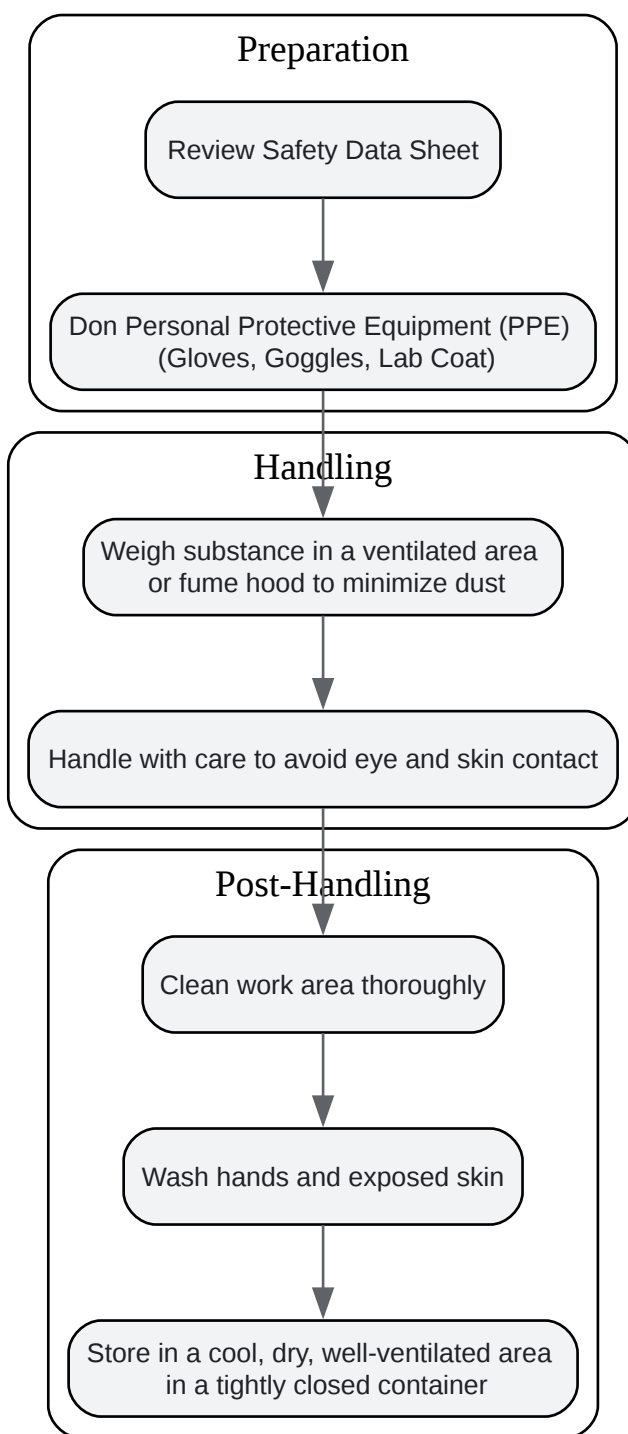 Preparation
Review Safety Data Sheet
Don Personal Protective Equipment (PPE)
(Gloves, Goggles, Lab Coat)
Handling
Weigh substance in a ventilated area
or fume hood to minimize dust
Handle with care to avoid eye and skin contact
Post-Handling
Clean work area thoroughly
Wash hands and exposed skin
Store in a cool, dry, well-ventilated area
in a tightly closed container